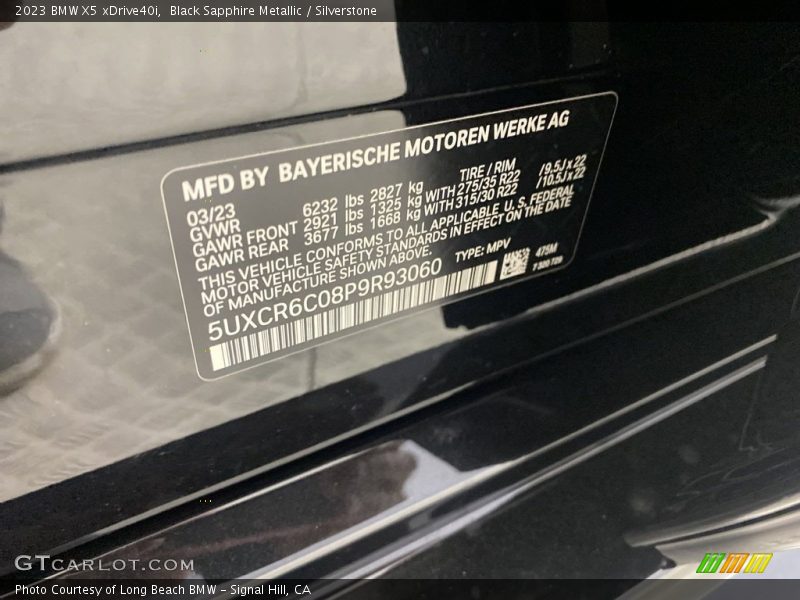 2023 BMW X5 xDrive40i, Black Sapphire Metallic / Silverstone
MFD BY BAYERISCHE MOTOREN WERKE AG
03/23 TIRE / RIM
GVWR 6232 lbs 2827 kg
GAWR FRONT 2921 lbs 1325 kg WITH 275/35 R22 /9.5J x 22
GAWR REAR 3677 lbs 1668 kg WITH 315/30 R22 /10.5J x 22
THIS VEHICLE CONFORMS TO ALL APPLICABLE U.S. FEDERAL
MOTOR VEHICLE SAFETY STANDARDS IN EFFECT ON THE DATE
OF MANUFACTURE SHOWN ABOVE.
TYPE: MPV
5UXCR6C08P9R93060
475M
7 320 726
GTCARLOT.COM
Photo Courtesy of Long Beach BMW - Signal Hill, CA